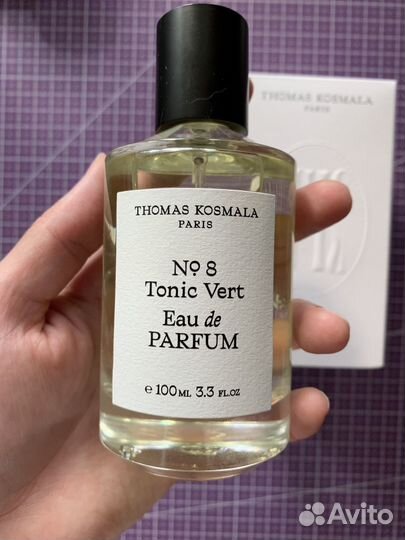 THOMAS KOSMALA
PARIS
THOMAS KOSMALA
PARIS
Nº 8
Tonic Vert
Eau de
PARFUM
e 100ML 3.3 FL.OZ
Avito